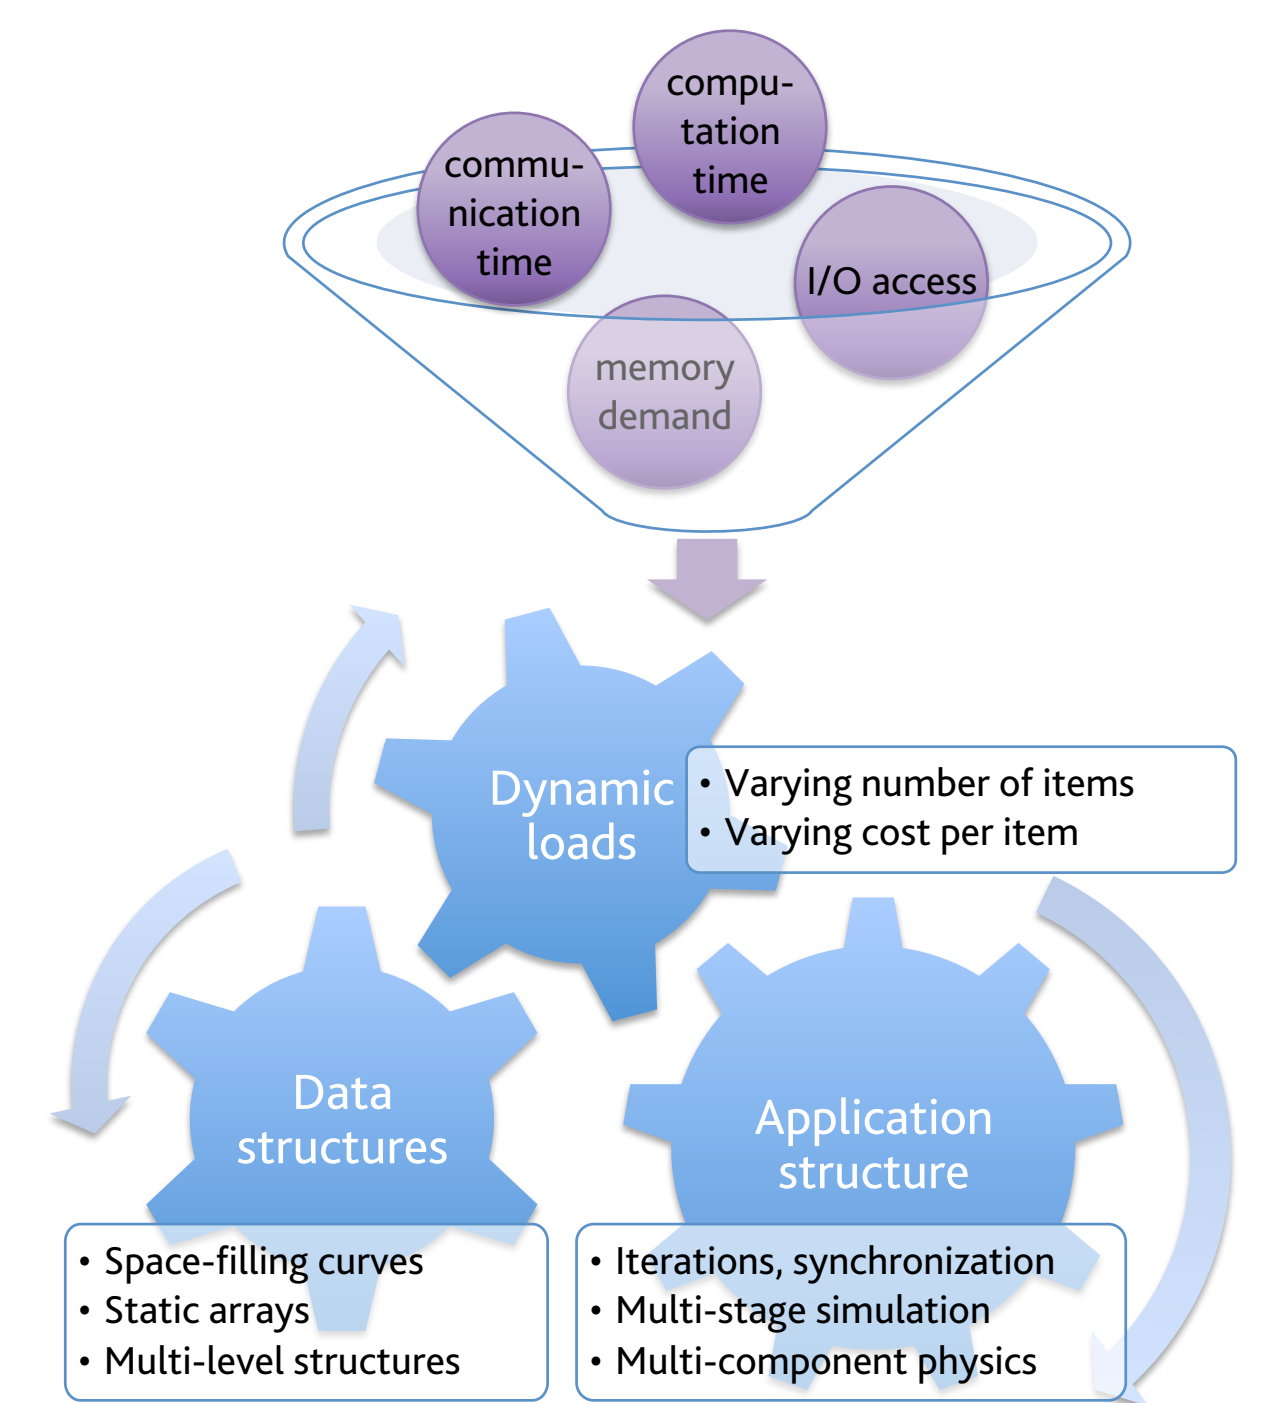 compu-
tation
time
commu-
nication
time
I/O access
memory
demand
Dynamic
loads
• Varying number of items
• Varying cost per item
Data
structures
• Space-filling curves
• Static arrays
• Multi-level structures
Application
structure
• Iterations, synchronization
• Multi-stage simulation
• Multi-component physics